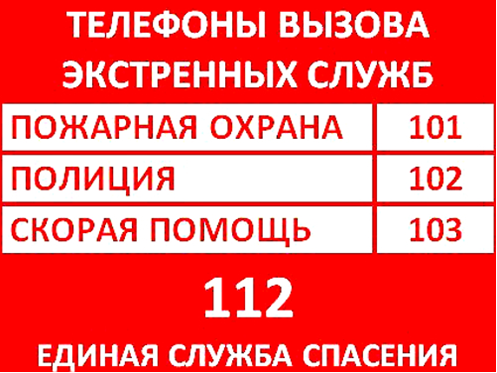 ТЕЛЕФОНЫ ВЫЗОВА
ЭКСТРЕННЫХ СЛУЖБ
ПОЖАРНАЯ ОХРАНА 101
ПОЛИЦИЯ 102
СКОРАЯ ПОМОЩЬ 103
112
ЕДИНАЯ СЛУЖБА СПАСЕНИЯ